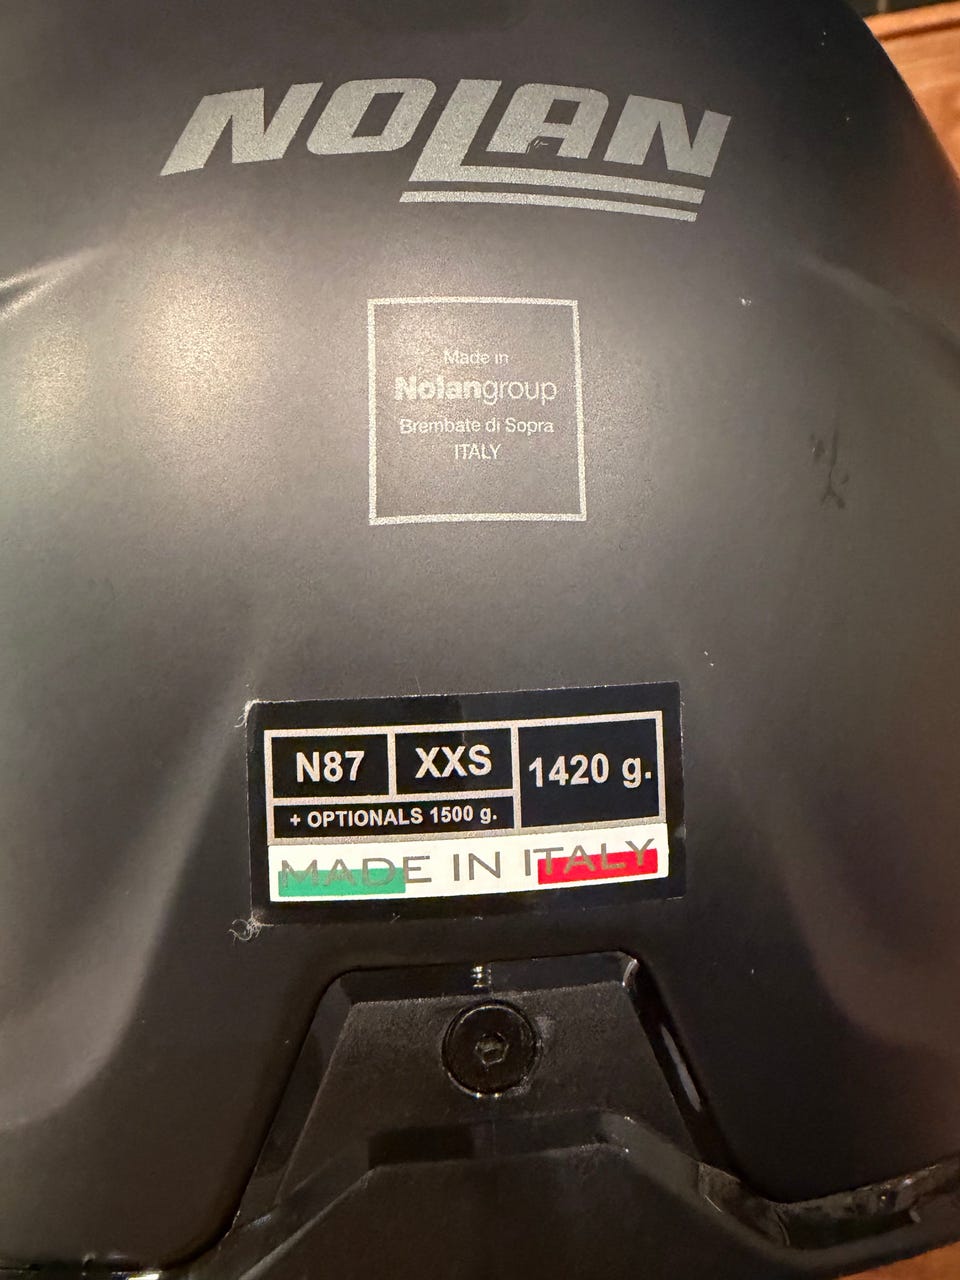 NOLAN
Made in
Nolangroup
Brembate di Sopra
ITALY
N87 XXS 1420 g.
+ OPTIONALS 1500 g.
MADE IN ITALY